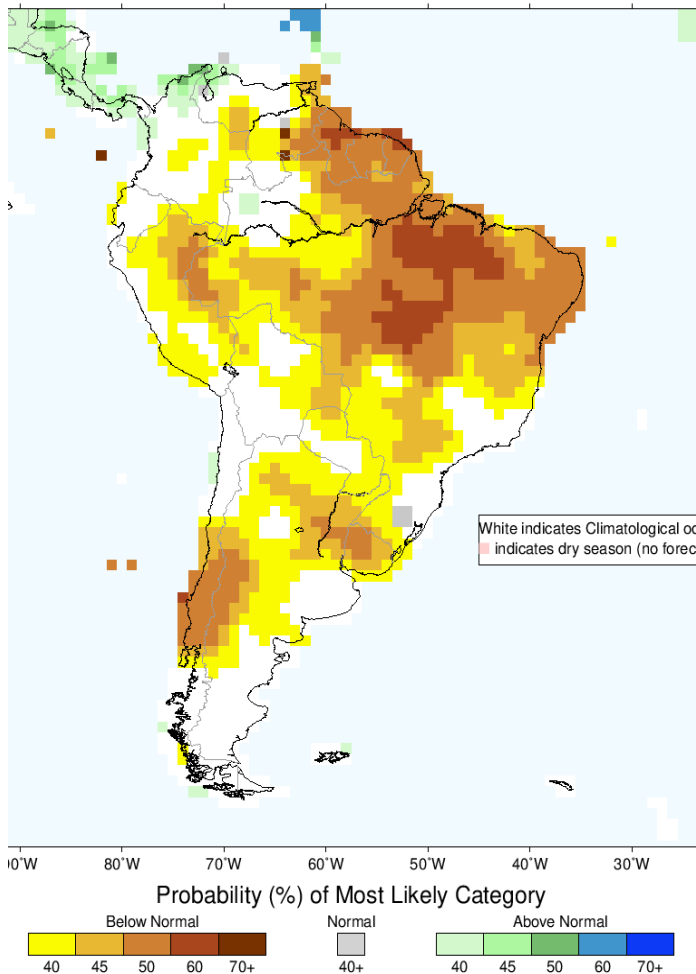 White indicates Climatological od
indicates dry season (no forec
00°W 80°W 70°W 60°W 50°W 40°W 30°W
Probability (%) of Most Likely Category
Below Normal Normal Above Normal
40 45 50 60 70+ 40+ 40 45 50 60 70+